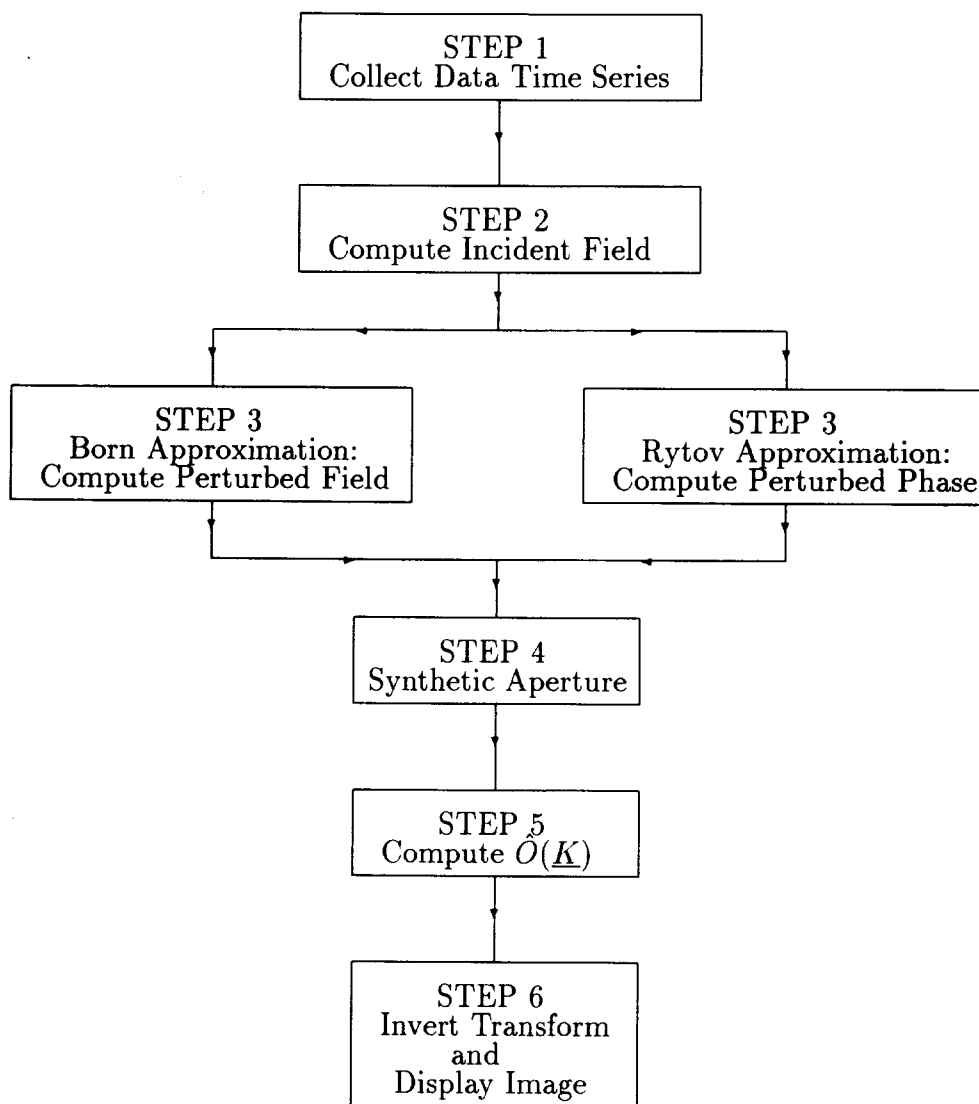 STEP 1
Collect Data Time Series
STEP 2
Compute Incident Field
STEP 3
Born Approximation:
Compute Perturbed Field
STEP 3
Rytov Approximation:
Compute Perturbed Phase
STEP 4
Synthetic Aperture
STEP 5
Compute Ô(K)
STEP 6
Invert Transform
and
Display Image